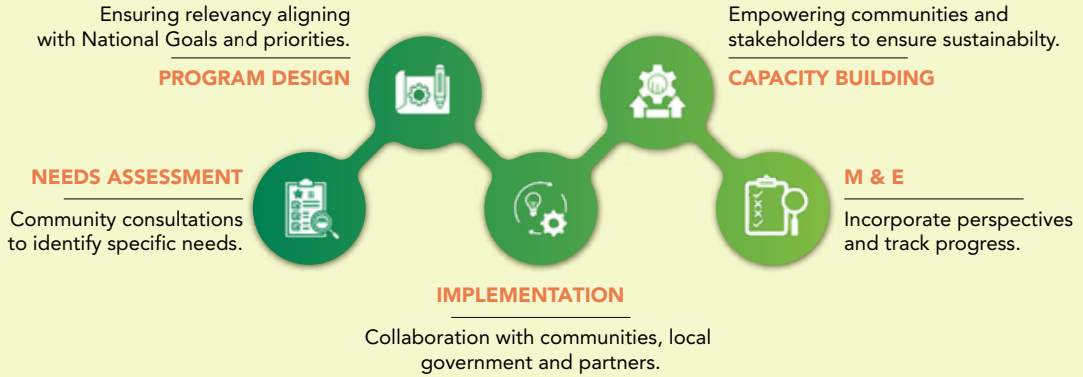 Ensuring relevancy aligning
with National Goals and priorities.
PROGRAM DESIGN
Empowering communities and
stakeholders to ensure sustainabilty.
CAPACITY BUILDING
NEEDS ASSESSMENT
Community consultations
to identify specific needs.
M & E
Incorporate perspectives
and track progress.
IMPLEMENTATION
Collaboration with communities, local
government and partners.